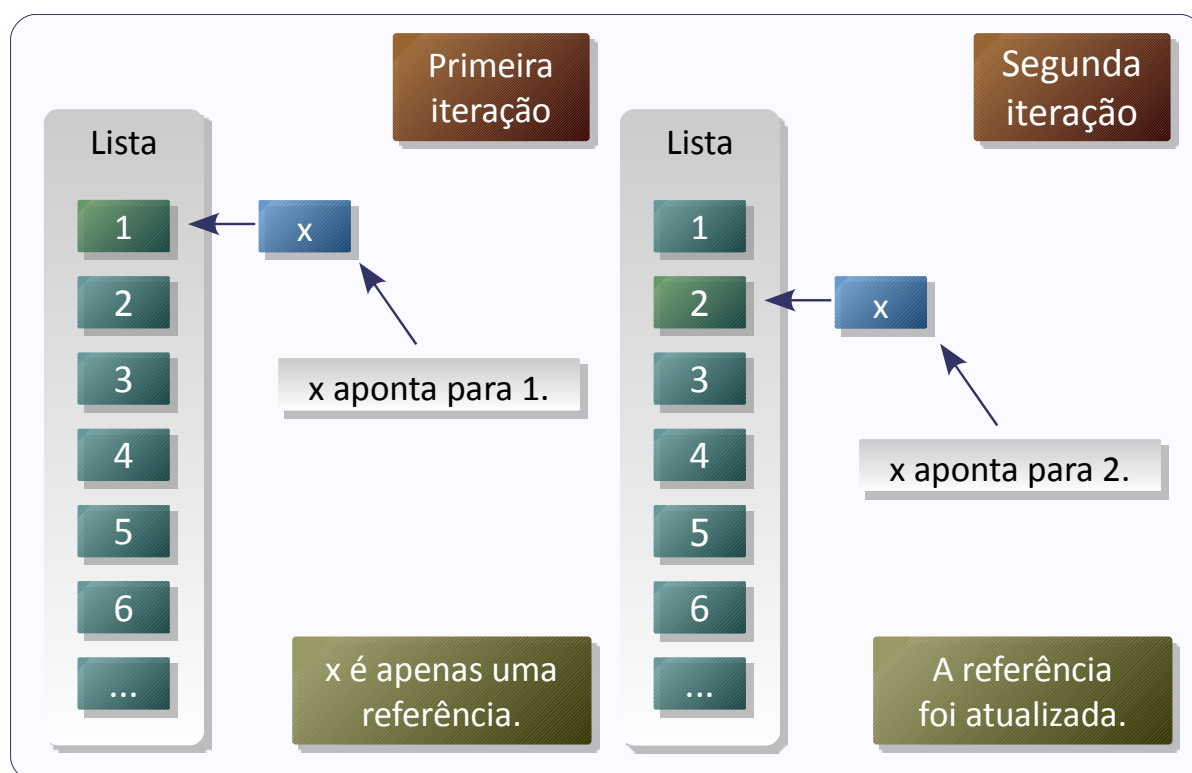 Primeira
iteração
Lista
1
x
2
3
x aponta para 1.
4
5
6
...
x é apenas uma
referência.
Segunda
iteração
Lista
1
2
x
3
4
x aponta para 2.
5
6
...
A referência
foi atualizada.